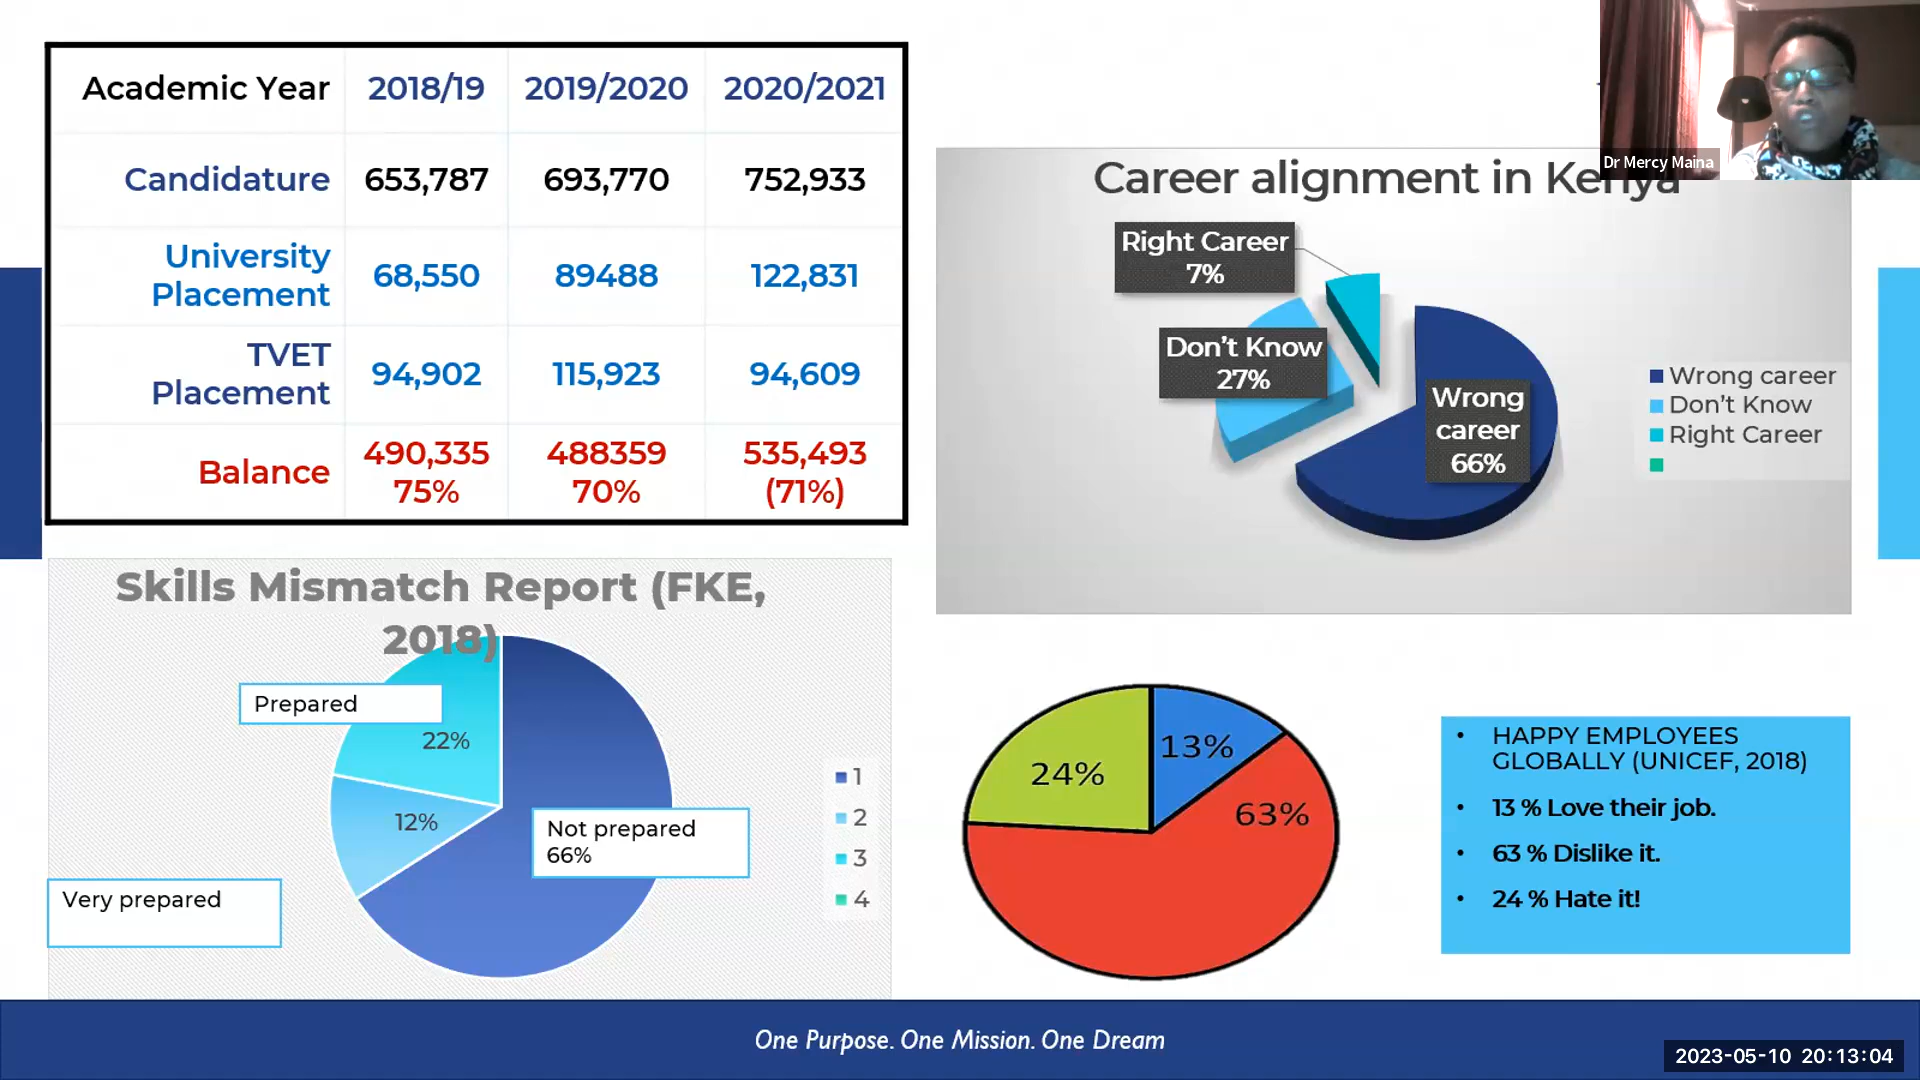 Academic Year 2018/19 2019/2020 2020/2021
Candidature 653,787 693,770 752,933
University
Placement 68,550 89488 122,831
TVET
Placement 94,902 115,923 94,609
Balance 490,335 488359 535,493
75% 70% (71%)
Dr Mercy Maina
Career alignment in Kenya
Right Career
7%
Don't Know
27%
Wrong
career
66%
Wrong career
Don't Know
Right Career
Skills Mismatch Report (FKE,
2018)
Prepared
22%
12%
Not prepared
66%
Very prepared
1
2
3
4
24%
13%
63%
• HAPPY EMPLOYEES
GLOBALLY (UNICEF, 2018)
• 13 % Love their job.
• 63 % Dislike it.
• 24 % Hate it!
One Purpose. One Mission. One Dream
2023-05-10 20:13:04